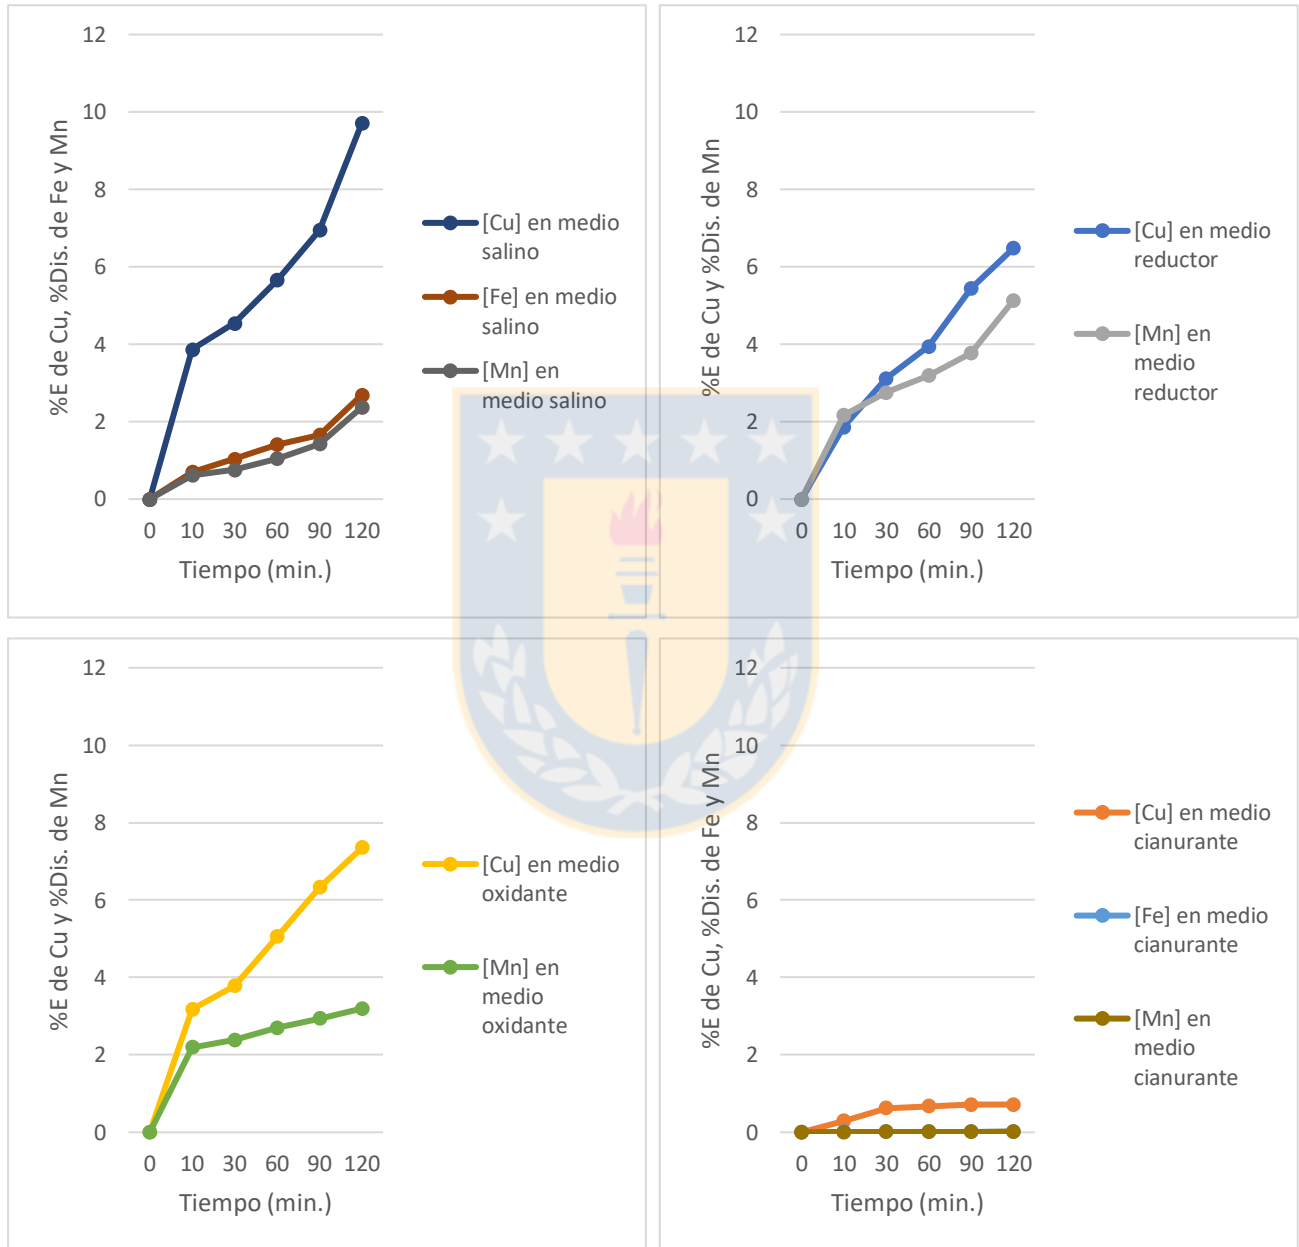 12
10
8
6
4
2
0
%E de Cu, %Dis. de Fe y Mn
0 10 30 60 90 120
Tiempo (min.)
[Cu] en medio
salino
[Fe] en medio
salino
[Mn] en
medio salino
12
10
8
6
4
2
0
%E de Cu y %Dis. de Mn
0 10 30 60 90 120
Tiempo (min.)
[Cu] en medio
reductor
[Mn] en
medio
reductor
12
10
8
6
4
2
0
%E de Cu y %Dis. de Mn
0 10 30 60 90 120
Tiempo (min.)
[Cu] en medio
oxidante
[Mn] en
medio
oxidante
12
10
8
6
4
2
0
%E de Cu, %Dis. de Fe y Mn
0 10 30 60 90 120
Tiempo (min.)
[Cu] en medio
cianurante
[Fe] en medio
cianurante
[Mn] en
medio
cianurante